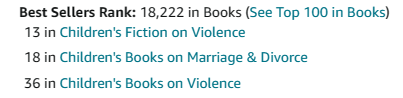 Best Sellers Rank: 18,222 in Books (See Top 100 in Books)
13 in Children's Fiction on Violence
18 in Children's Books on Marriage & Divorce
36 in Children's Books on Violence